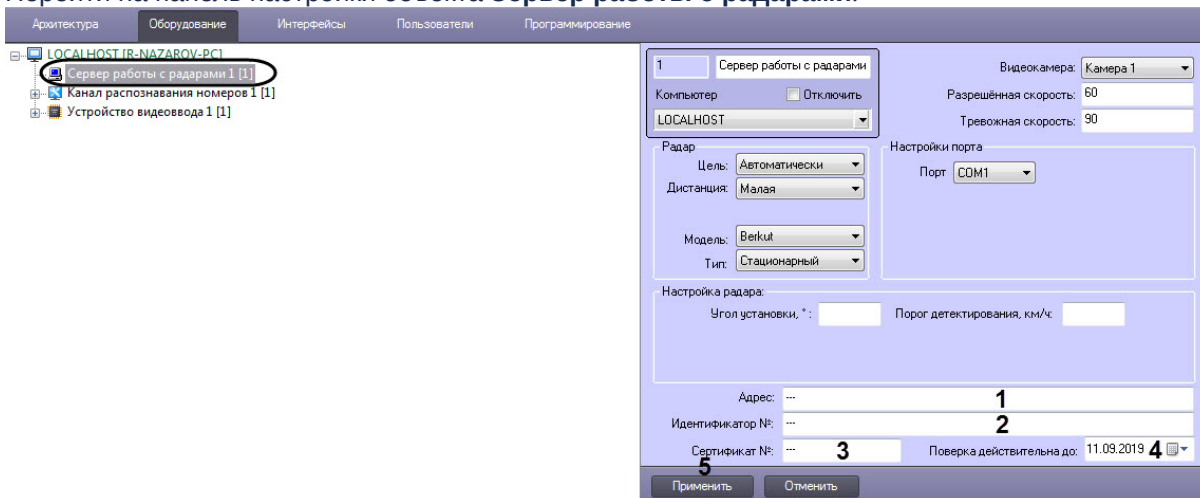 Перейти на панель настройки объекта Сервер работы с радарами.
Архитектура Оборудование Интерфейсы Пользователи Программирование
LOCALHOST [R-NAZAROV-PC]
Сервер работы с радарами 1 [1]
Канал распознавания номеров 1 [1]
Устройство видеоввода 1 [1]
1 Сервер работы с радарами
Компьютер Отключить
LOCALHOST
Видеокамера: Камера 1
Разрешённая скорость: 60
Тревожная скорость: 90
Радар
Цель: Автоматически
Дистанция: Малая
Модель: Berkut
Тип: Стационарный
Настройки порта
Порт COM1
Настройка радара:
Угол установки, ° : Порог детектирования, км/ч:
Адрес: --- 1
Идентификатор №: --- 2
Сертификат №: --- 3 Поверка действительна до: 11.09.2019 4
5
Применить Отменить